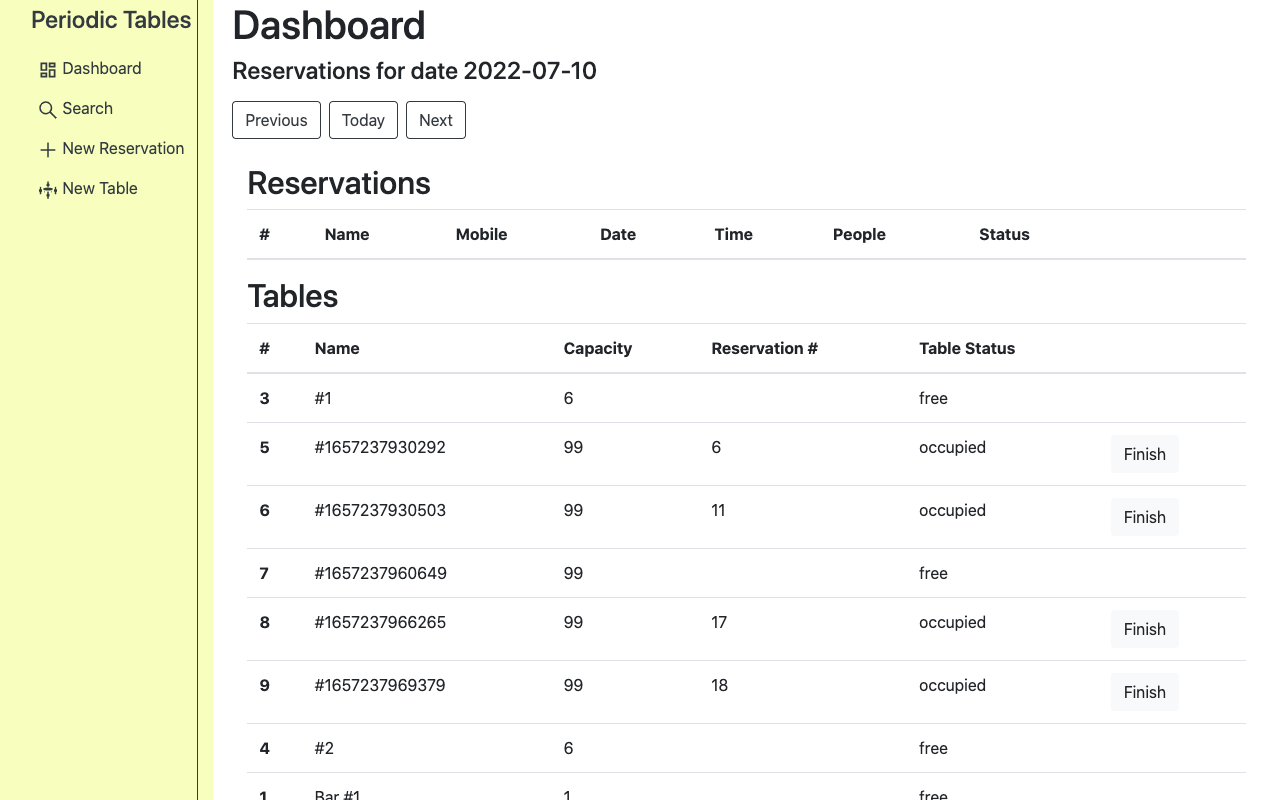 Periodic Tables
Dashboard
Search
New Reservation
New Table
Dashboard
Reservations for date 2022-07-10
Previous Today Next
Reservations
# Name Mobile Date Time People Status
Tables
# Name Capacity Reservation # Table Status
3 #1 6 free
5 #1657237930292 99 6 occupied Finish
6 #1657237930503 99 11 occupied Finish
7 #1657237960649 99 free
8 #1657237966265 99 17 occupied Finish
9 #1657237969379 99 18 occupied Finish
4 #2 6 free
1 Bar #1 1 free